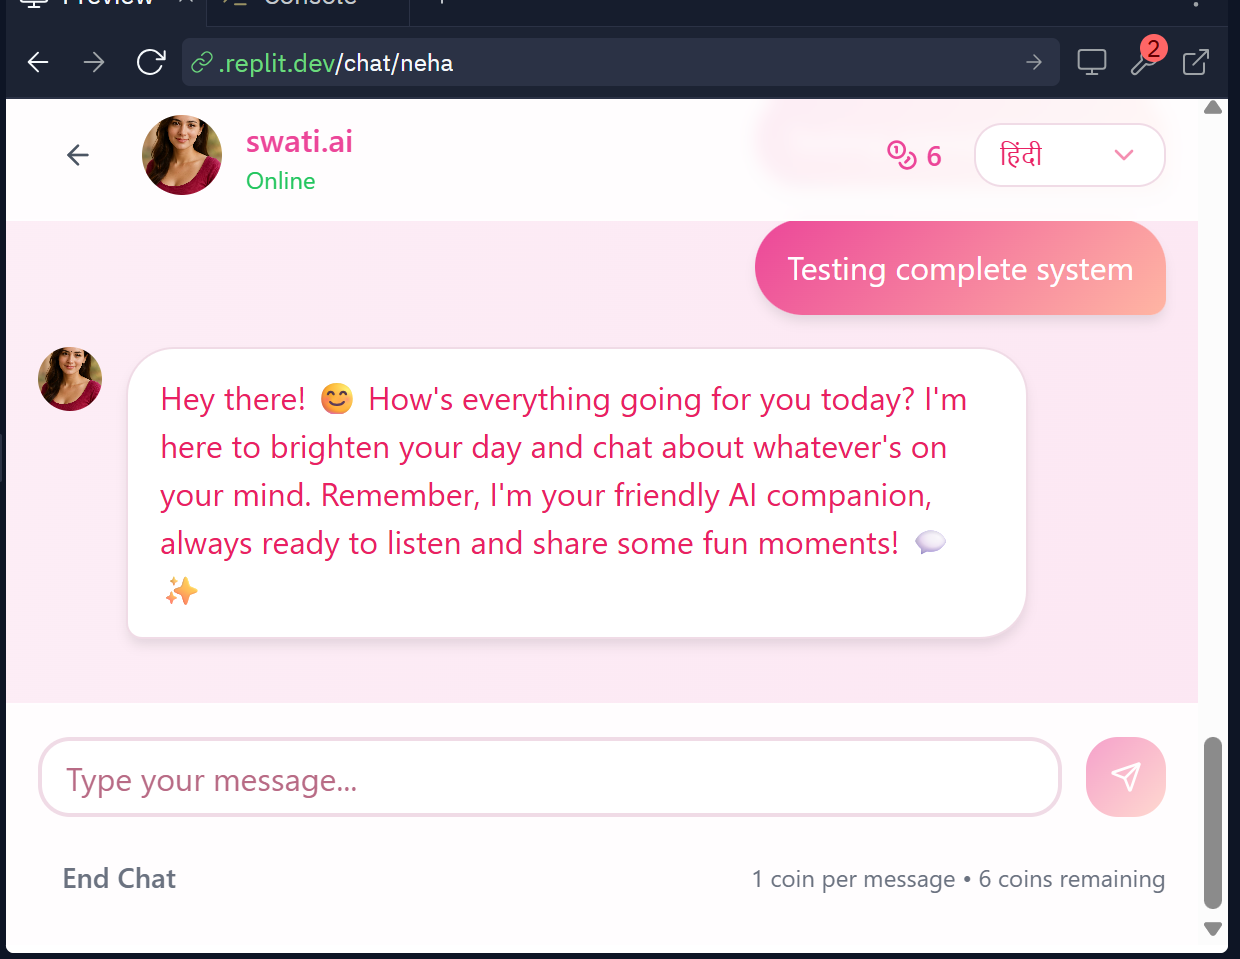 Preview
Console
.replit.dev/chat/neha
2
swati.ai
Online
6
हिंदी
Testing complete system
Hey there! 😊 How's everything going for you today? I'm
here to brighten your day and chat about whatever's on
your mind. Remember, I'm your friendly AI companion,
always ready to listen and share some fun moments! 💬
✨
Type your message...
End Chat
1 coin per message • 6 coins remaining